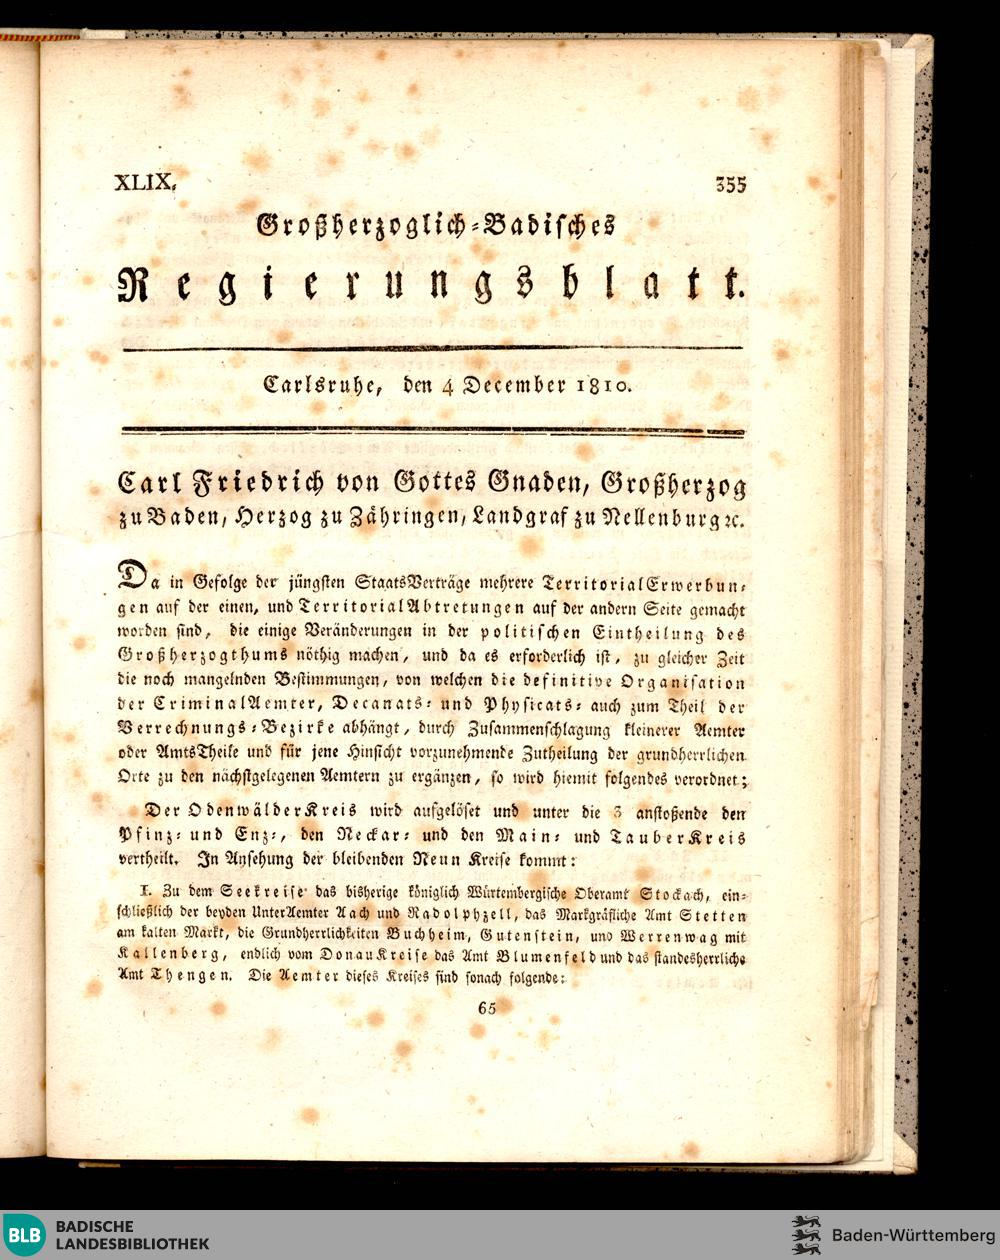 XLIX.
355
Großherzoglich-Badisches
Regierungsblatt.
Carlsruhe, den 4 December 1810.
Carl Friedrich von Gottes Gnaden, Großherzog
zu Baden, Herzog zu Zähringen, Landgraf zu Nellenburg ꝛc.
Da in Gefolge der jüngsten StaatsVerträge mehrere TerritorialErwerbun-
gen auf der einen, und TerritorialAbtretungen auf der andern Seite gemacht
worden sind, die einige Veränderungen in der politischen Eintheilung des
Großherzogthums nöthig machen, und da es erforderlich ist, zu gleicher Zeit
die noch mangelnden Bestimmungen, von welchen die definitive Organisation
der CriminalAemter, Decanats- und Physicats- auch zum Theil der
Verrechnungs-Bezirke abhängt, durch Zusammenschlagung kleinerer Aemter
oder AmtsTheile und für jene Hinsicht vorzunehmende Zutheilung der grundherrlichen
Orte zu den nächstgelegenen Aemtern zu ergänzen, so wird hiemit folgendes verordnet:
Der OdenwälderKreis wird aufgelöset und unter die 3 anstoßende den
Pfinz- und Enz-, den Neckar- und den Main- und TauberKreis
vertheilt. In Ansehung der bleibenden Neun Kreise kommt:
I. Zu dem Seekreise das bisherige königlich Würtembergische Oberamt Stockach, ein-
schließlich der beyden UnterAemter Aach und Radolphzell, das Markgräfliche Amt Stetten
am kalten Markt, die Grundherrlichkeiten Buchheim, Gutenstein, und Werrenwag mit
Kallenberg, endlich vom DonauKreise das Amt Blumenfeld und das standesherrliche
Amt Thengen. Die Aemter dieses Kreises sind sonach folgende:
65
BLB
BADISCHE
LANDESBIBLIOTHEK
Baden-Württemberg